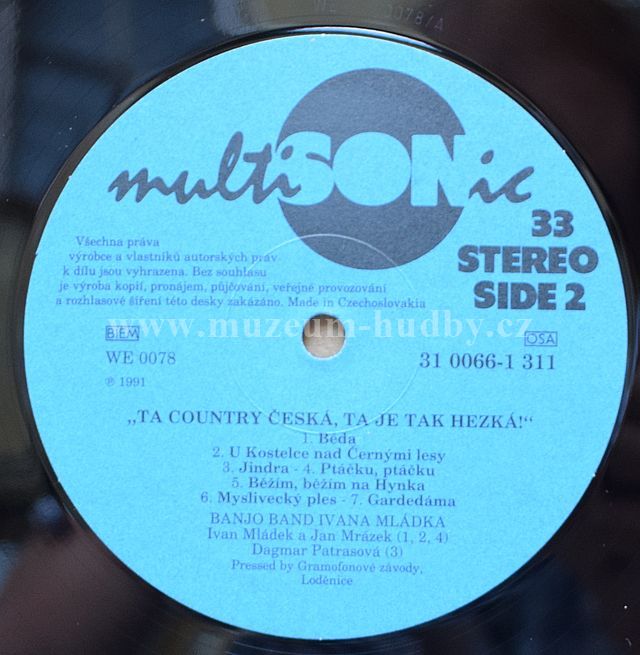 WE 0078/A
multiSONic
33
STEREO
SIDE 2
Všechna práva
výrobce a vlastníků autorských práv
k dílu jsou vyhrazena. Bez souhlasu
je výroba kopií, pronájem, půjčování, veřejné provozování
a rozhlasové šíření této desky zakázáno. Made in Czechoslovakia
www.muzeum-hudby.cz
BIEM
OSA
WE 0078
31 0066-1 311
℗ 1991
„TA COUNTRY ČESKÁ, TA JE TAK HEZKÁ!“
1. Běda
2. U Kostelce nad Černými lesy
3. Jindra - 4. Ptáčku, ptáčku
5. Běžím, běžím na Hynka
6. Myslivecký ples - 7. Gardedáma
BANJO BAND IVANA MLÁDKA
Ivan Mládek a Jan Mrázek (1, 2, 4)
Dagmar Patrasová (3)
Pressed by Gramofonové závody,
Loděnice